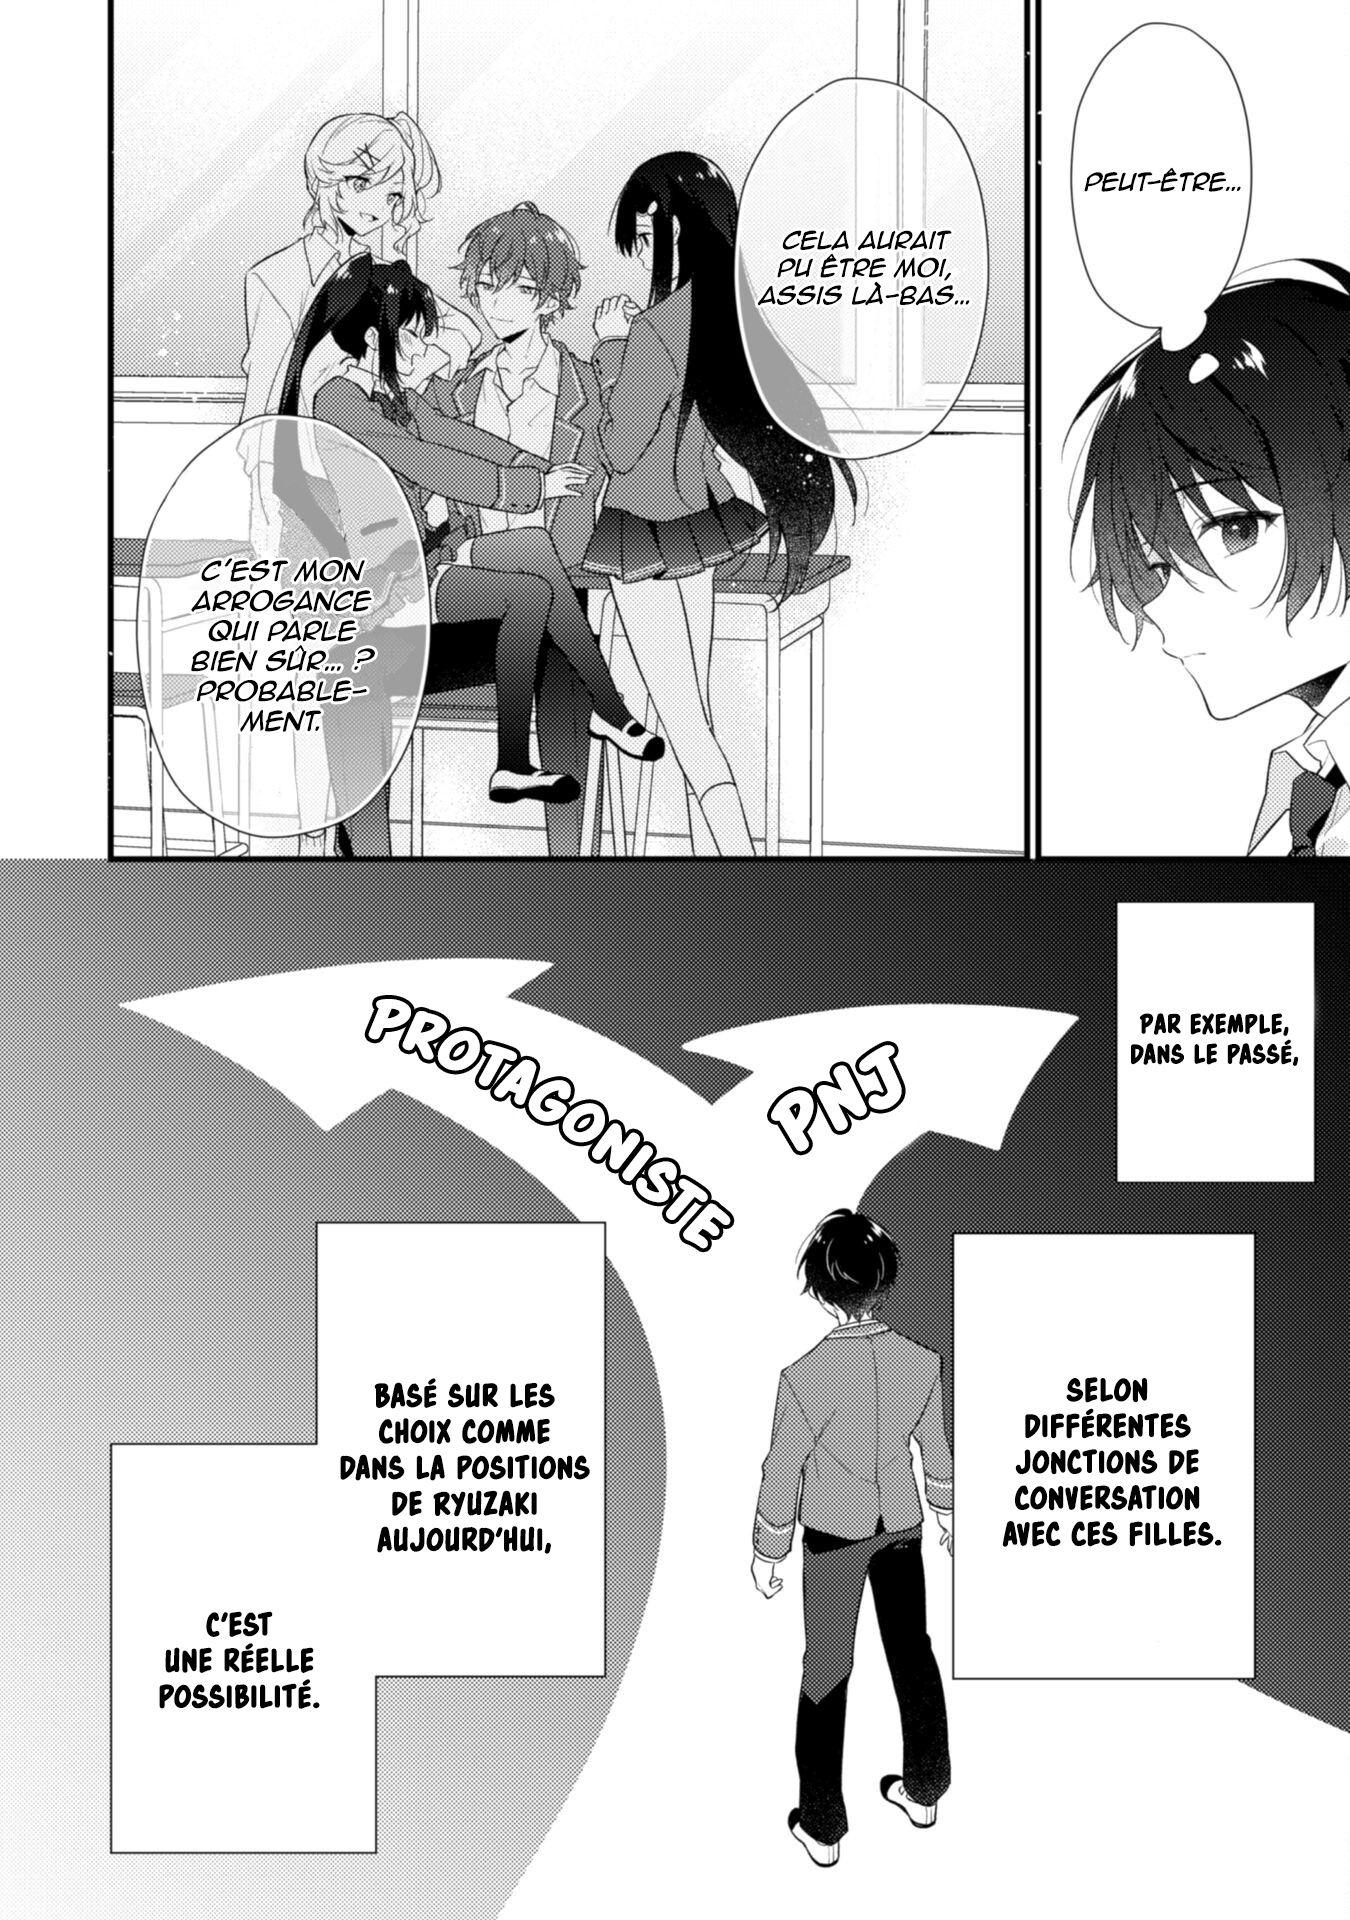 PEUT-ÊTRE...
CELA AURAIT
PU ÊTRE MOI,
ASSIS LÀ-BAS...
C'EST MON
ARROGANCE
QUI PARLE
BIEN SÛR... ?
PROBABLE-
MENT.
PAR EXEMPLE,
DANS LE PASSÉ,
PNJ
PROTAGONISTE
SELON
DIFFÉRENTES
JONCTIONS DE
CONVERSATION
AVEC CES FILLES.
BASÉ SUR LES
CHOIX COMME
DANS LA POSITIONS
DE RYUZAKI
AUJOURD'HUI,
C'EST
UNE RÉELLE
POSSIBILITÉ.